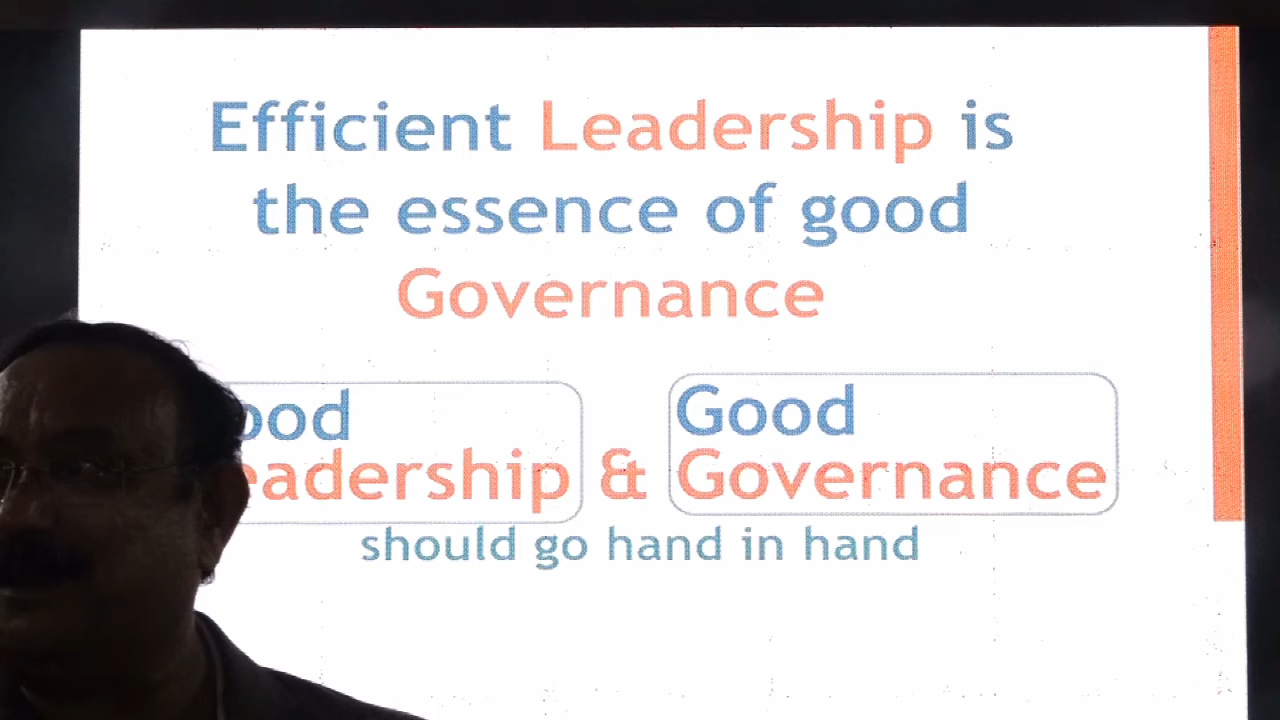 Efficient Leadership is
the essence of good
Governance
ood
eadership & Good
Governance
should go hand in hand